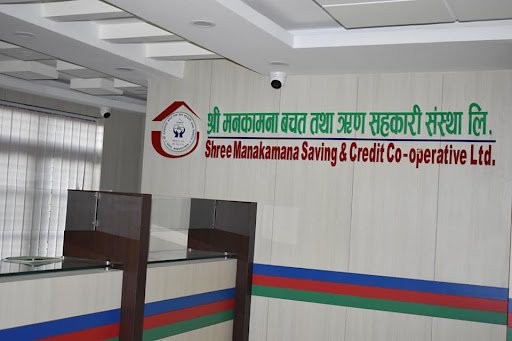 श्री मनकामना बचत तथा ऋण सहकारी संस्था लि.
Shree Manakamana Saving & Credit Co-operative Ltd.